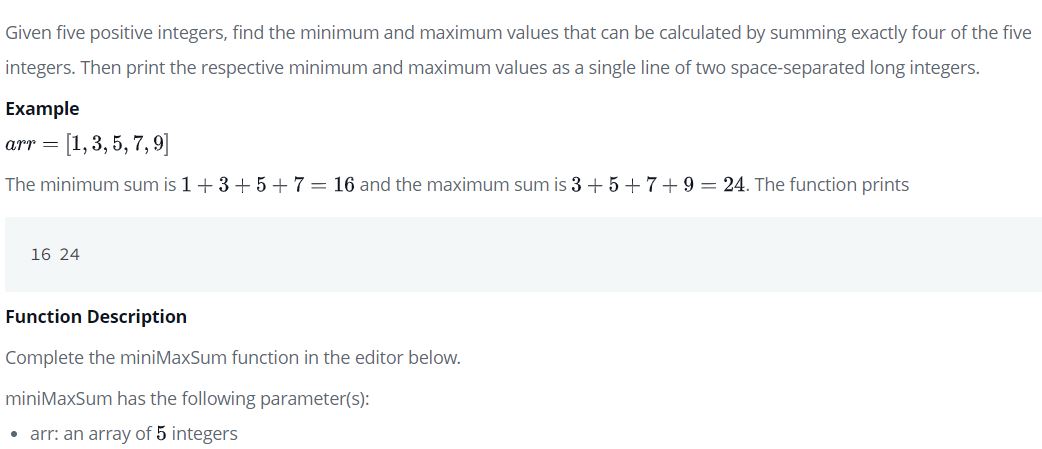 Given five positive integers, find the minimum and maximum values that can be calculated by summing exactly four of the five
integers. Then print the respective minimum and maximum values as a single line of two space-separated long integers.
Example
arr = [1, 3, 5, 7, 9]
The minimum sum is 1 + 3 + 5 + 7 = 16 and the maximum sum is 3 + 5 + 7 + 9 = 24. The function prints
16 24
Function Description
Complete the miniMaxSum function in the editor below.
miniMaxSum has the following parameter(s):
• arr: an array of 5 integers